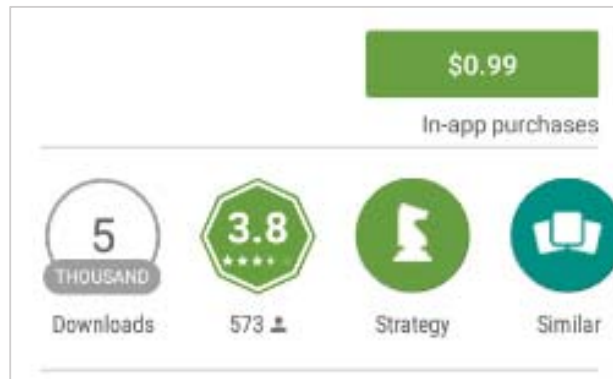 $0.99
In-app purchases
5
THOUSAND
Downloads
3.8
573
Strategy
Similar